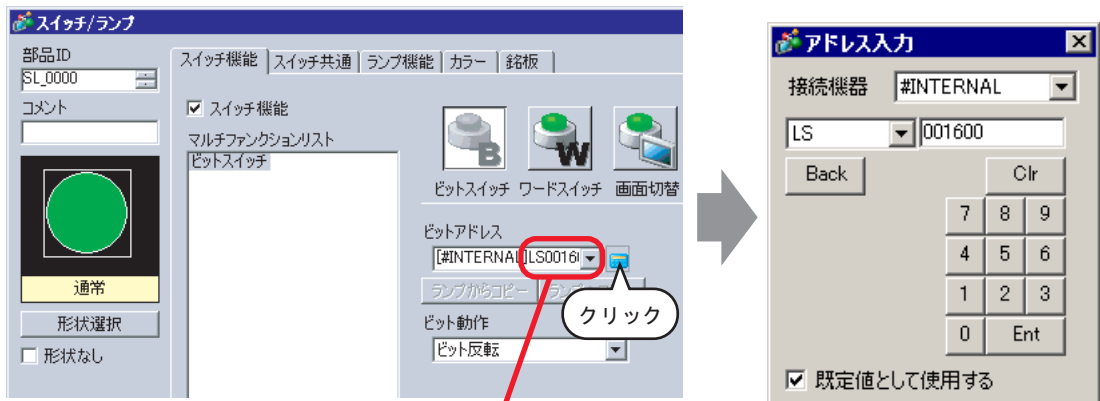 スイッチ/ランプ
部品ID
SL_0000
コメント
通常
形状選択
形状なし
スイッチ機能 スイッチ共通 ランプ機能 カラー 銘板
スイッチ機能
マルチファンクションリスト
ビットスイッチ
B W
ビットスイッチ ワードスイッチ 画面切替
ビットアドレス
[#INTERNAL]LS0016
ランプからコピー
クリック
ビット動作
ビット反転
アドレス入力
接続機器 #INTERNAL
LS 001600
Back Clr
7 8 9
4 5 6
1 2 3
0 Ent
既定値として使用する